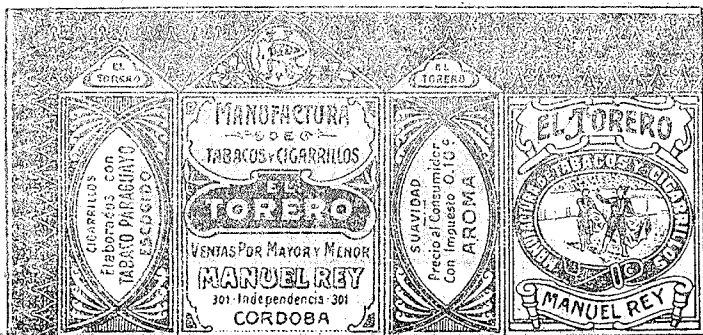 EL
TORERO
CIGARRILLOS
Elaborados con
TABACO PARAGUAYO
ESCOGIDO
MANUFACTURA
DE
TABACOS Y CIGARRILLOS
EL
TORERO
VENTAS POR MAYOR Y MENOR
MANUEL REY
301 · Independencia · 301
CORDOBA
EL
TORERO
SUAVIDAD
Precio al Consumidor
Con Impuesto 0.10 c
AROMA
EL TORERO
MANUFACTURA DE TABACOS Y CIGARRILLOS
10
MANUEL REY